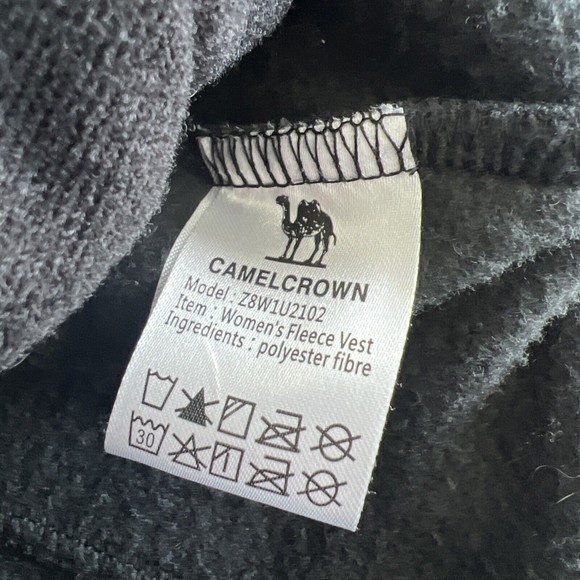 CAMELCROWN
Model : Z8W1U2102
Item : Women's Fleece Vest
Ingredients : polyester fibre
30